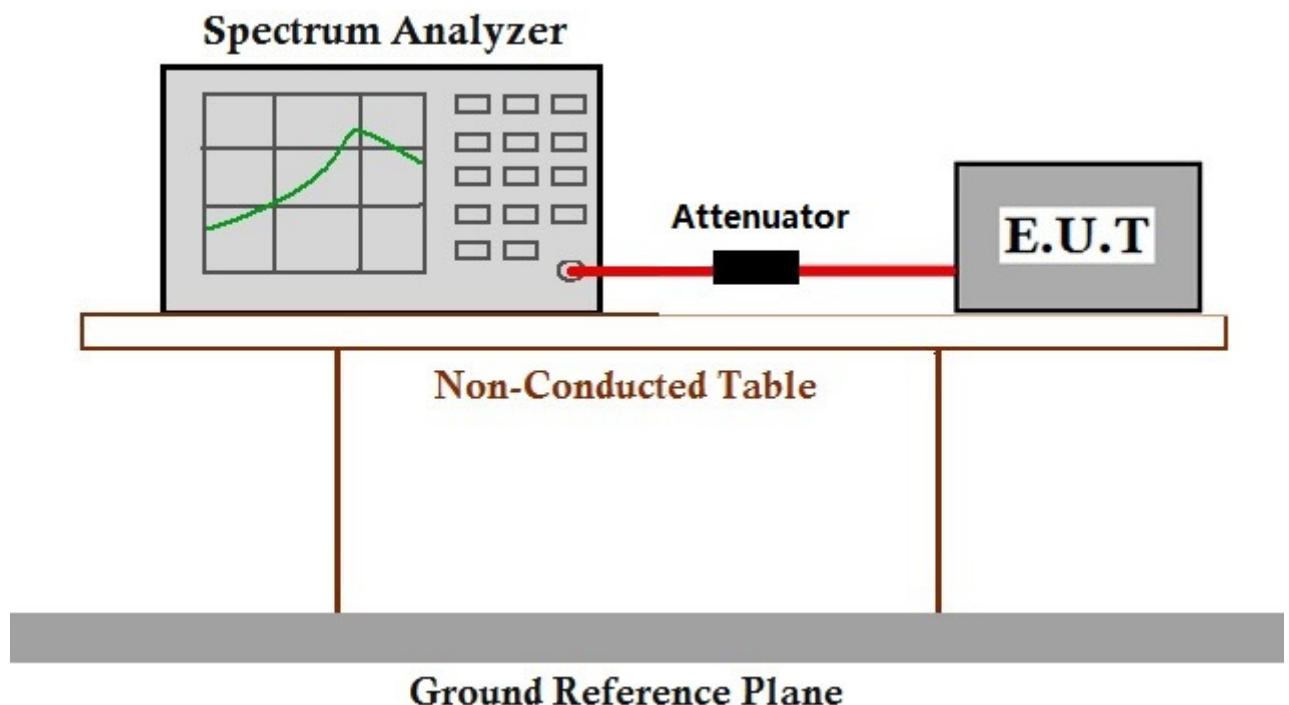 Spectrum Analyzer
Attenuator
E.U.T
Non-Conducted Table
Ground Reference Plane